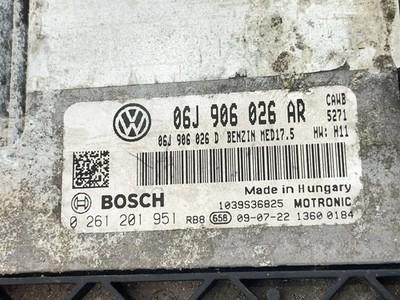 06J 906 026 AR CAWB
5271
06J 906 026 D BENZIN MED17.5 HW: H11
BOSCH
Made in Hungary
1039S36825 MOTRONIC
0 261 201 951 RB8 658 09-07-22 1360 0184